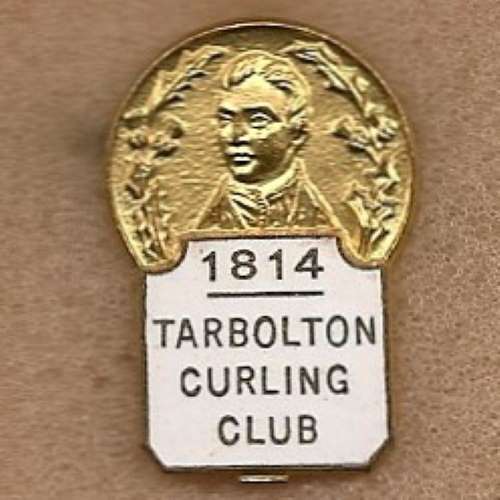 1814
TARBOLTON
CURLING
CLUB